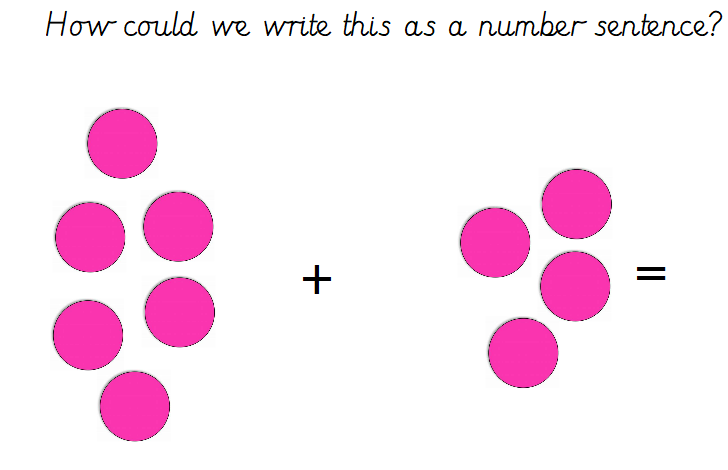 How could we write this as a number sentence?
+ =